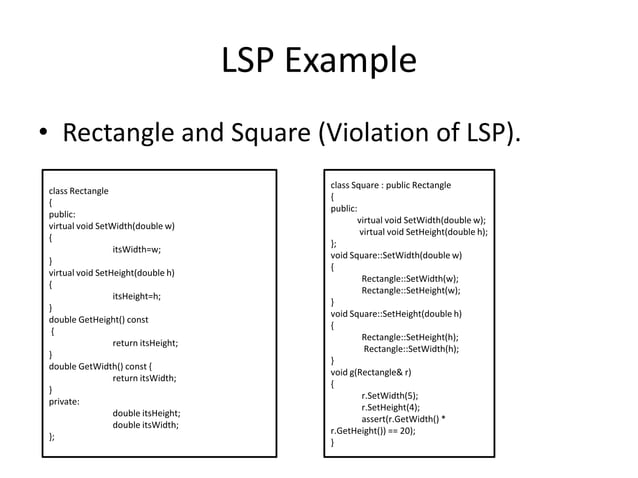 LSP Example
• Rectangle and Square (Violation of LSP).
class Rectangle
{
public:
virtual void SetWidth(double w)
{
itsWidth=w;
}
virtual void SetHeight(double h)
{
itsHeight=h;
}
double GetHeight() const
{
return itsHeight;
}
double GetWidth() const {
return itsWidth;
}
private:
double itsHeight;
double itsWidth;
};
class Square : public Rectangle
{
public:
virtual void SetWidth(double w);
virtual void SetHeight(double h);
};
void Square::SetWidth(double w)
{
Rectangle::SetWidth(w);
Rectangle::SetHeight(w);
}
void Square::SetHeight(double h)
{
Rectangle::SetHeight(h);
Rectangle::SetWidth(h);
}
void g(Rectangle& r)
{
r.SetWidth(5);
r.SetHeight(4);
assert(r.GetWidth() *
r.GetHeight()) == 20);
}